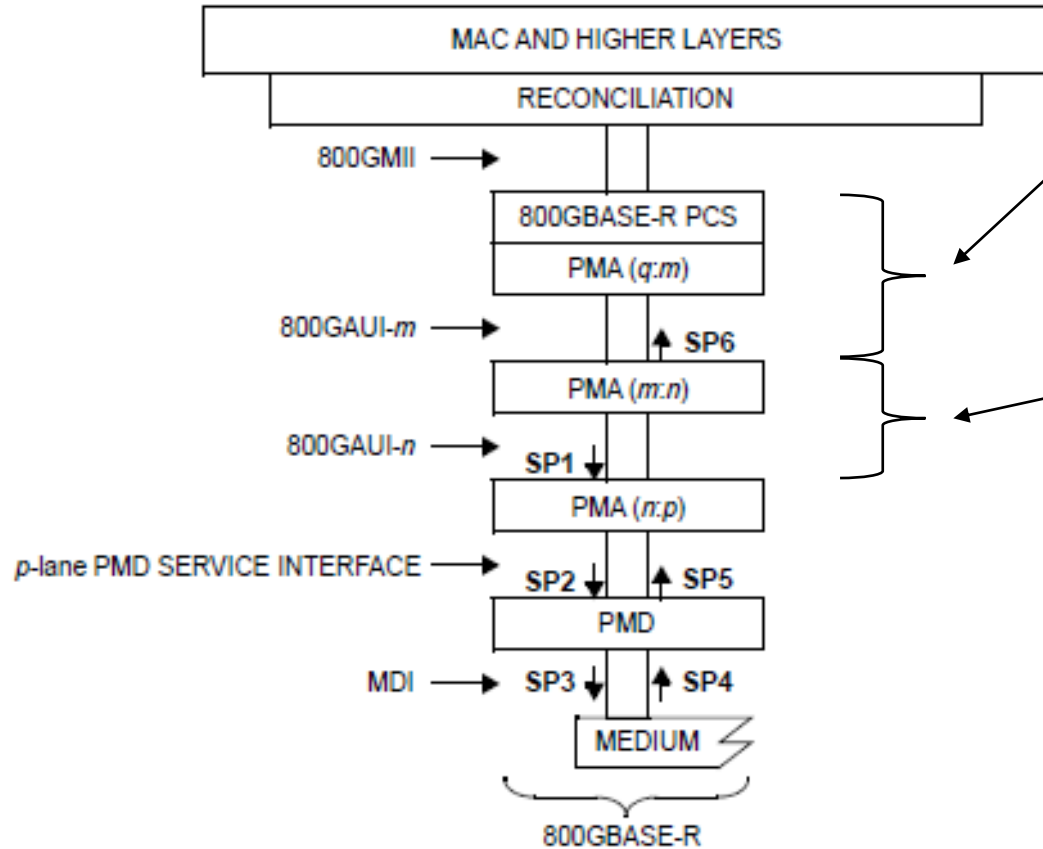 MAC AND HIGHER LAYERS
RECONCILIATION
800GMII
800GBASE-R PCS
PMA (q:m)
800GAUI-m
SP6
PMA (m:n)
800GAUI-n
SP1
PMA (n:p)
p-lane PMD SERVICE INTERFACE
SP2 SP5
PMD
MDI SP3 SP4
MEDIUM
800GBASE-R